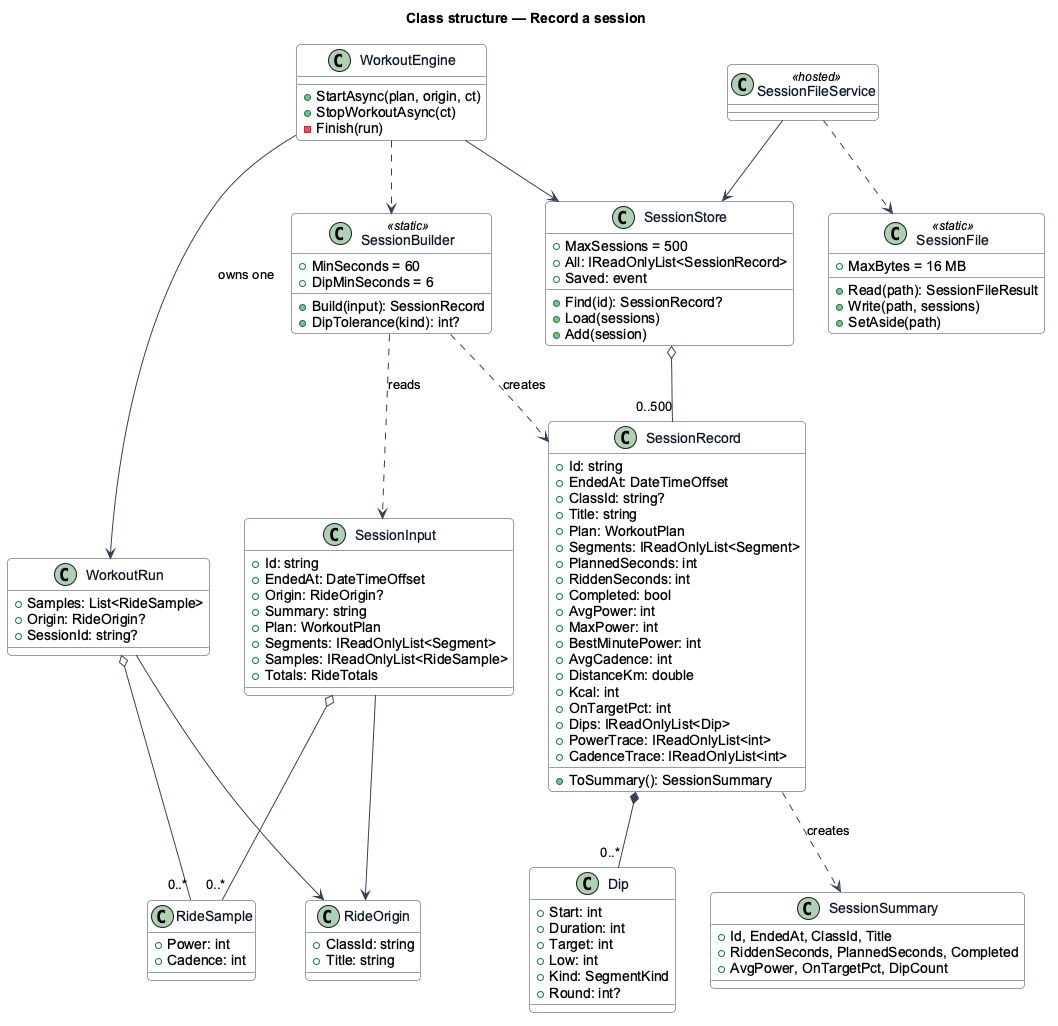 Class structure — Record a session
C WorkoutEngine
StartAsync(plan, origin, ct)
StopWorkoutAsync(ct)
Finish(run)
«hosted»
C SessionFileService
«static»
C SessionBuilder
MinSeconds = 60
DipMinSeconds = 6
Build(input): SessionRecord
DipTolerance(kind): int?
C SessionStore
MaxSessions = 500
All: IReadOnlyList<SessionRecord>
Saved: event
Find(id): SessionRecord?
Load(sessions)
Add(session)
«static»
C SessionFile
MaxBytes = 16 MB
Read(path): SessionFileResult
Write(path, sessions)
SetAside(path)
owns one
reads
creates
0..500
C SessionRecord
Id: string
EndedAt: DateTimeOffset
ClassId: string?
Title: string
Plan: WorkoutPlan
Segments: IReadOnlyList<Segment>
PlannedSeconds: int
RiddenSeconds: int
Completed: bool
AvgPower: int
MaxPower: int
BestMinutePower: int
AvgCadence: int
DistanceKm: double
Kcal: int
OnTargetPct: int
Dips: IReadOnlyList<Dip>
PowerTrace: IReadOnlyList<int>
CadenceTrace: IReadOnlyList<int>
ToSummary(): SessionSummary
C SessionInput
Id: string
EndedAt: DateTimeOffset
Origin: RideOrigin?
Summary: string
Plan: WorkoutPlan
Segments: IReadOnlyList<Segment>
Samples: IReadOnlyList<RideSample>
Totals: RideTotals
C WorkoutRun
Samples: List<RideSample>
Origin: RideOrigin?
SessionId: string?
0..*
0..*
0..*
creates
C RideSample
Power: int
Cadence: int
C RideOrigin
ClassId: string
Title: string
C Dip
Start: int
Duration: int
Target: int
Low: int
Kind: SegmentKind
Round: int?
C SessionSummary
Id, EndedAt, ClassId, Title
RiddenSeconds, PlannedSeconds, Completed
AvgPower, OnTargetPct, DipCount